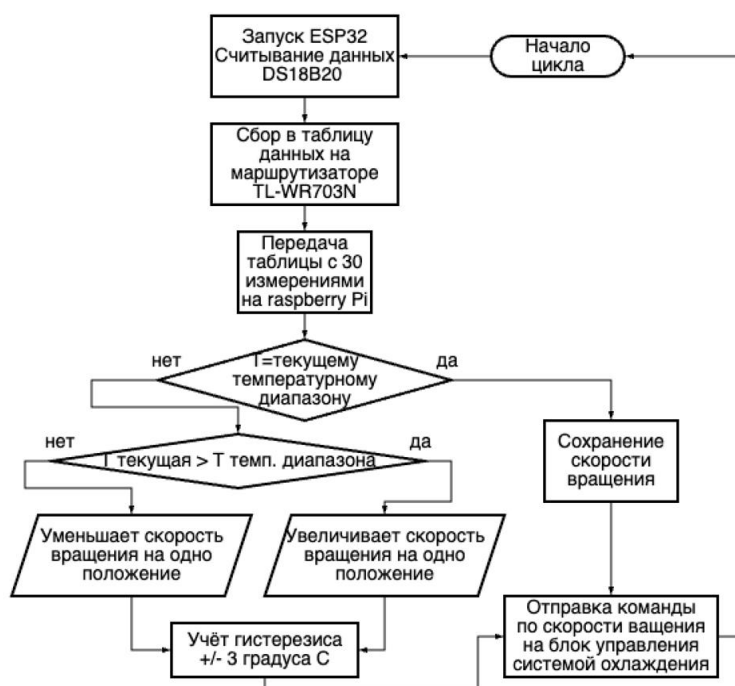 Запуск ESP32
Считывание данных
DS18B20
Начало
цикла
Сбор в таблицу
данных на
маршрутизаторе
TL-WR703N
Передача
таблицы с 30
измерениями
на raspberry Pi
нет
T=текущему
температурному
диапазону
да
нет
T текущая > T темп. диапазона
да
Сохранение
скорости
вращения
Уменьшает скорость
вращения на одно
положение
Увеличивает скорость
вращения на одно
положение
Учёт гистерезиса
+/- 3 градуса C
Отправка команды
по скорости ващения
на блок управления
системой охлаждения